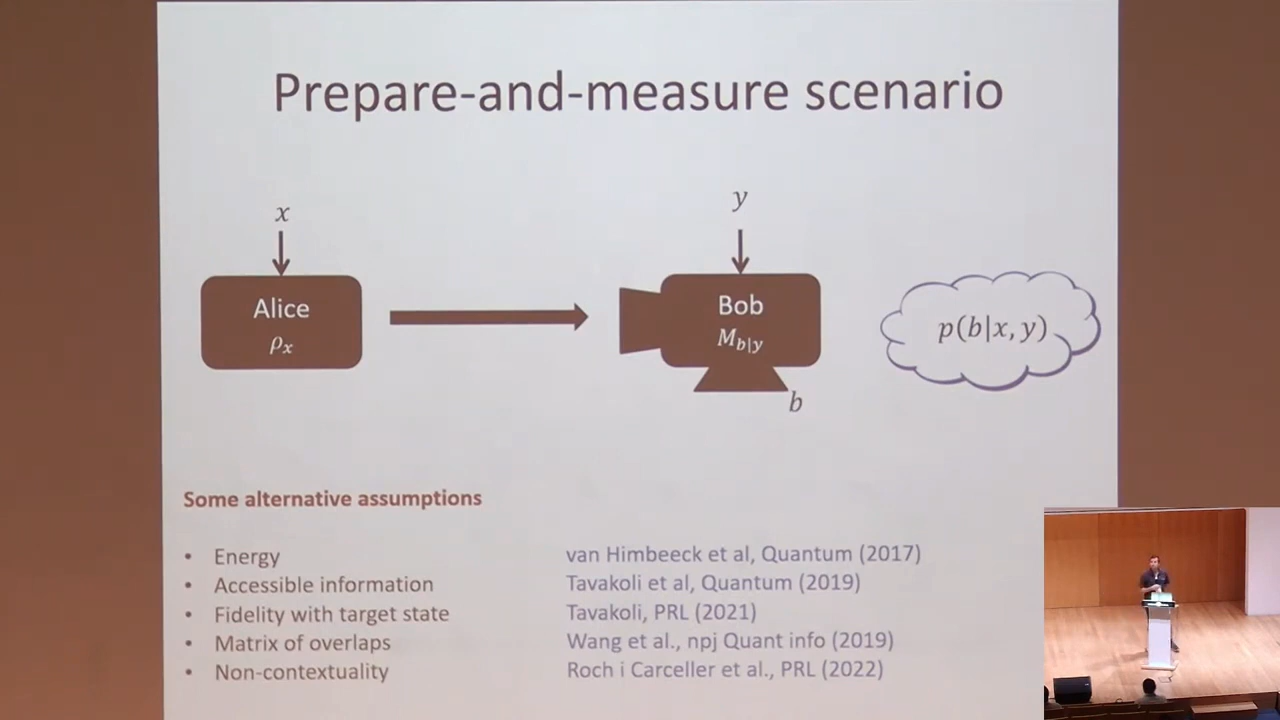 Prepare-and-measure scenario
x
y
Alice
ρₓ
Bob
M_{b|y}
b
p(b|x, y)
Some alternative assumptions
• Energy van Himbeeck et al, Quantum (2017)
• Accessible information Tavakoli et al, Quantum (2019)
• Fidelity with target state Tavakoli, PRL (2021)
• Matrix of overlaps Wang et al., npj Quant info (2019)
• Non-contextuality Roch i Carceller et al., PRL (2022)